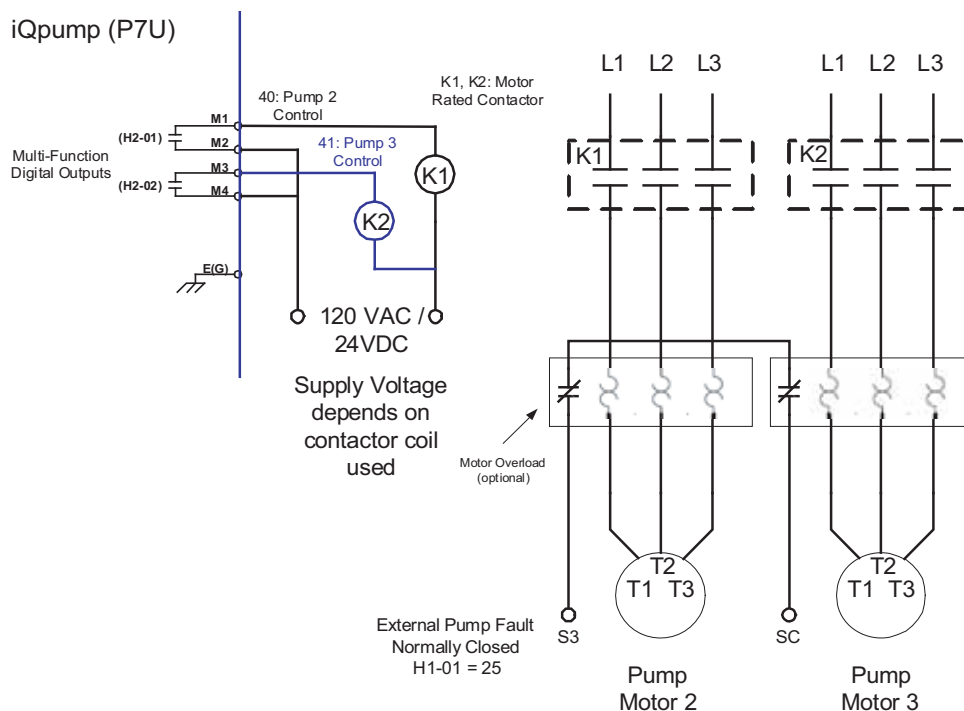 iQpump (P7U)
40: Pump 2
Control
K1, K2: Motor
Rated Contactor
L1 L2 L3
L1 L2 L3
M1
(H2-01)
M2
41: Pump 3
Control
Multi-Function
Digital Outputs
M3
(H2-02)
M4
K1
K2
K1
K2
E(G)
120 VAC /
24VDC
Supply Voltage
depends on
contactor coil
used
Motor Overload
(optional)
T2
T1 T3
T2
T1 T3
External Pump Fault
Normally Closed
H1-01 = 25
S3
SC
Pump
Motor 2
Pump
Motor 3